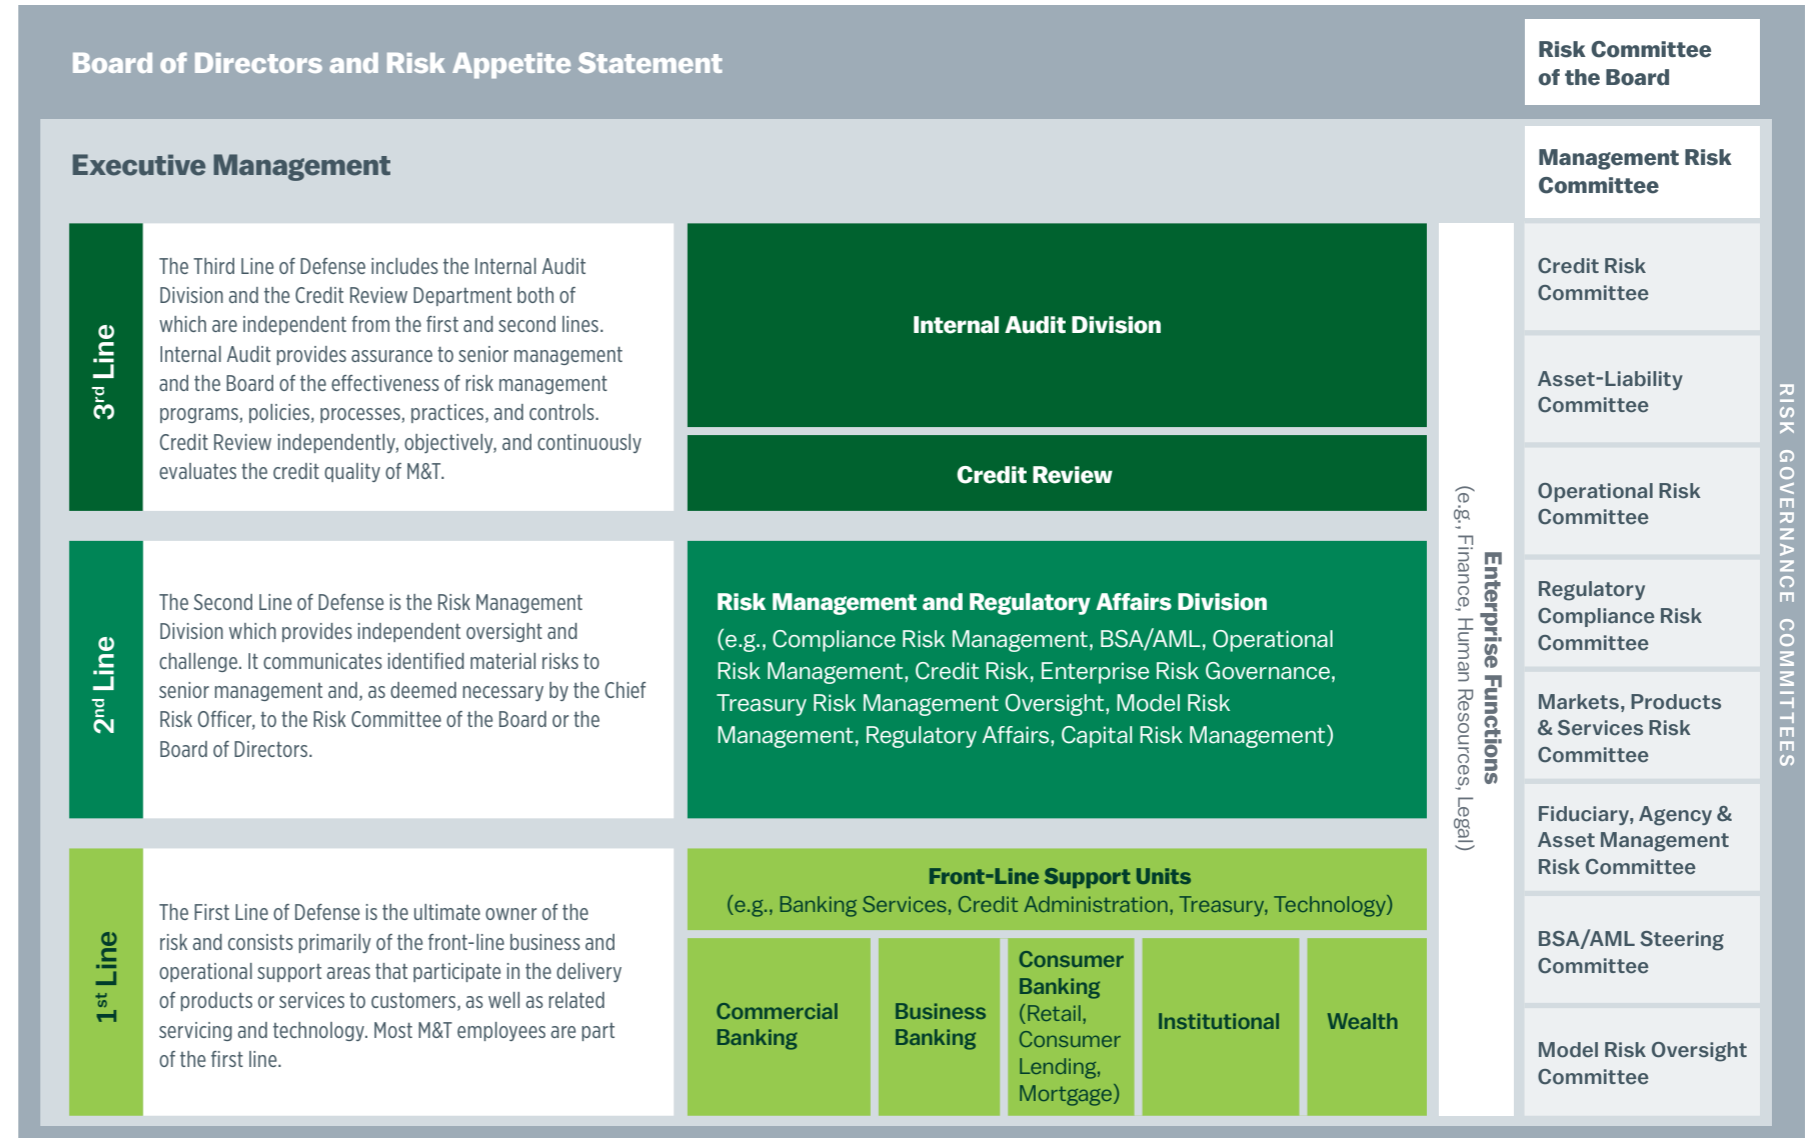 Board of Directors and Risk Appetite Statement
Risk Committee
of the Board
Executive Management
Management Risk
Committee
3rd Line
The Third Line of Defense includes the Internal Audit
Division and the Credit Review Department both of
which are independent from the first and second lines.
Internal Audit provides assurance to senior management
and the Board of the effectiveness of risk management
programs, policies, processes, practices, and controls.
Credit Review independently, objectively, and continuously
evaluates the credit quality of M&T.
Internal Audit Division
Credit Review
2nd Line
The Second Line of Defense is the Risk Management
Division which provides independent oversight and
challenge. It communicates identified material risks to
senior management and, as deemed necessary by the Chief
Risk Officer, to the Risk Committee of the Board or the
Board of Directors.
Risk Management and Regulatory Affairs Division
(e.g., Compliance Risk Management, BSA/AML, Operational
Risk Management, Credit Risk, Enterprise Risk Governance,
Treasury Risk Management Oversight, Model Risk
Management, Regulatory Affairs, Capital Risk Management)
1st Line
The First Line of Defense is the ultimate owner of the
risk and consists primarily of the front-line business and
operational support areas that participate in the delivery
of products or services to customers, as well as related
servicing and technology. Most M&T employees are part
of the first line.
Front-Line Support Units
(e.g., Banking Services, Credit Administration, Treasury, Technology)
Commercial
Banking
Business
Banking
Consumer
Banking
(Retail,
Consumer
Lending,
Mortgage)
Institutional
Wealth
Enterprise Functions
(e.g., Finance, Human Resources, Legal)
Credit Risk
Committee
Asset-Liability
Committee
Operational Risk
Committee
Regulatory
Compliance Risk
Committee
Markets, Products
& Services Risk
Committee
Fiduciary, Agency &
Asset Management
Risk Committee
BSA/AML Steering
Committee
Model Risk Oversight
Committee
RISK GOVERNANCE COMMITTEES